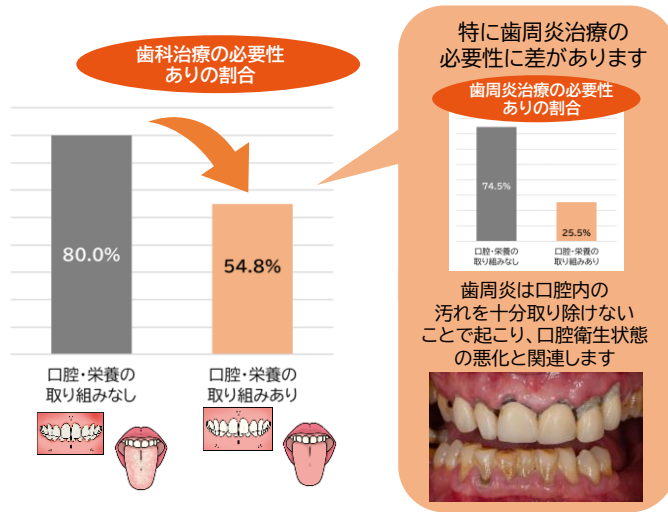 歯科治療の必要性
ありの割合
80.0%
54.8%
口腔・栄養の
取り組みなし
口腔・栄養の
取り組みあり
特に歯周炎治療の
必要性に差があります
歯周炎治療の必要性
ありの割合
74.5%
25.5%
口腔・栄養の
取り組みなし
口腔・栄養の
取り組みあり
歯周炎は口腔内の
汚れを十分取り除けない
ことで起こり、口腔衛生状態
の悪化と関連します